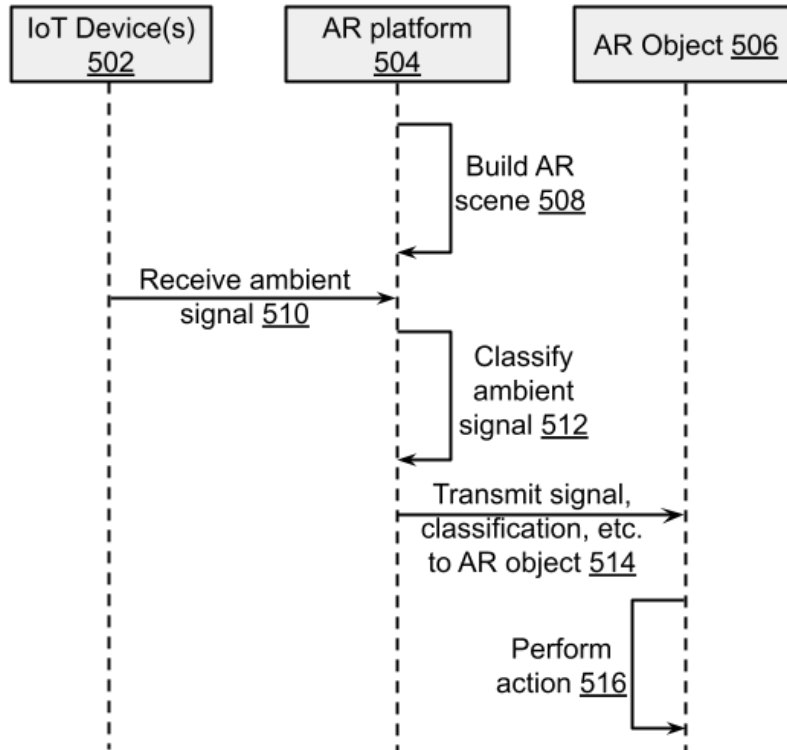 IoT Device(s)
502
AR platform
504
AR Object 506
Build AR
scene 508
Receive ambient
signal 510
Classify
ambient
signal 512
Transmit signal,
classification, etc.
to AR object 514
Perform
action 516